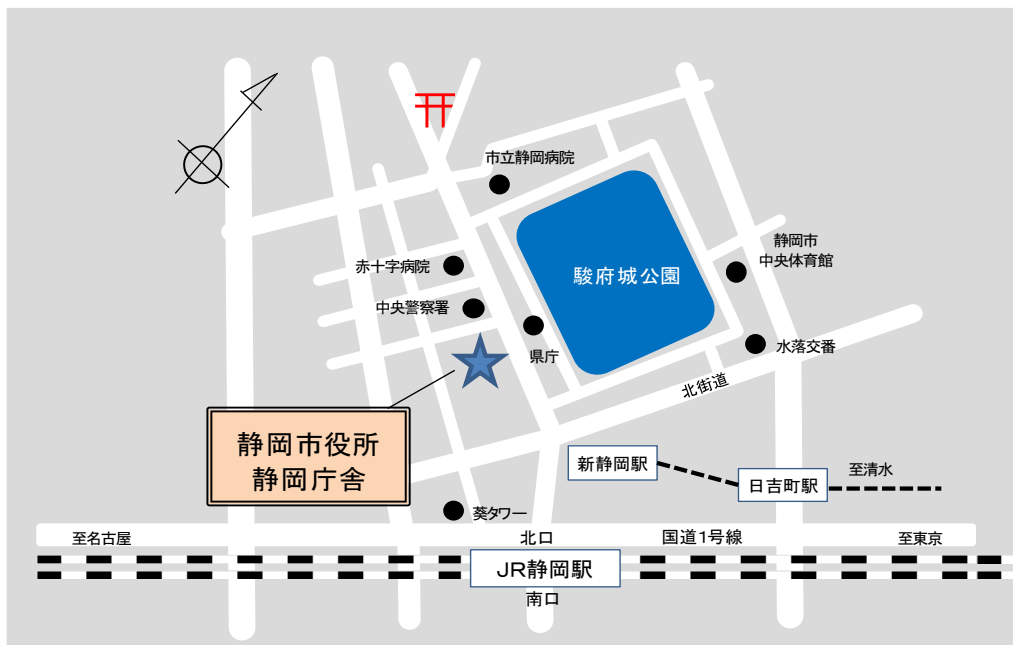 市立静岡病院
静岡市
中央体育館
赤十字病院
駿府城公園
中央警察署
県庁
水落交番
北街道
静岡市役所
静岡庁舎
新静岡駅
日吉町駅
至清水
葵タワー
至名古屋
北口
国道1号線
至東京
JR静岡駅
南口